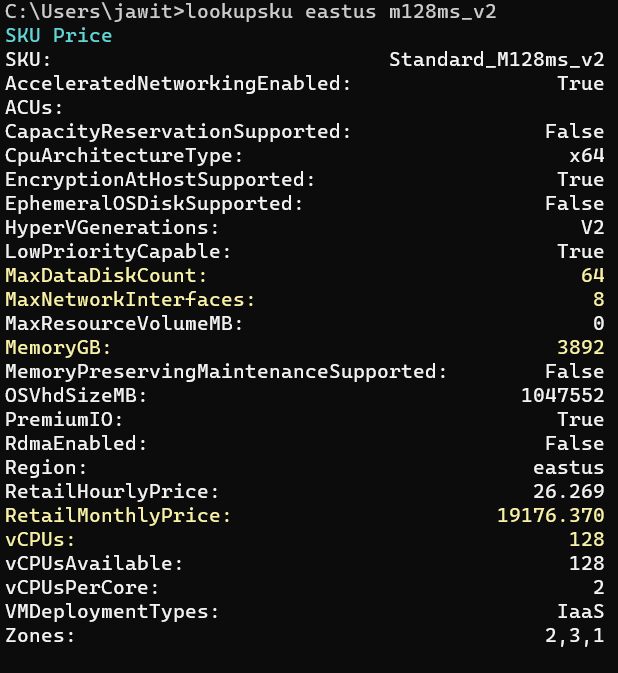 C:\Users\jawit>lookupsku eastus m128ms_v2
SKU Price
SKU: Standard_M128ms_v2
AcceleratedNetworkingEnabled: True
ACUs:
CapacityReservationSupported: False
CpuArchitectureType: x64
EncryptionAtHostSupported: True
EphemeralOSDiskSupported: False
HyperVGenerations: V2
LowPriorityCapable: True
MaxDataDiskCount: 64
MaxNetworkInterfaces: 8
MaxResourceVolumeMB: 0
MemoryGB: 3892
MemoryPreservingMaintenanceSupported: False
OSVhdSizeMB: 1047552
PremiumIO: True
RdmaEnabled: False
Region: eastus
RetailHourlyPrice: 26.269
RetailMonthlyPrice: 19176.370
vCPUs: 128
vCPUsAvailable: 128
vCPUsPerCore: 2
VMDeploymentTypes: IaaS
Zones: 2,3,1